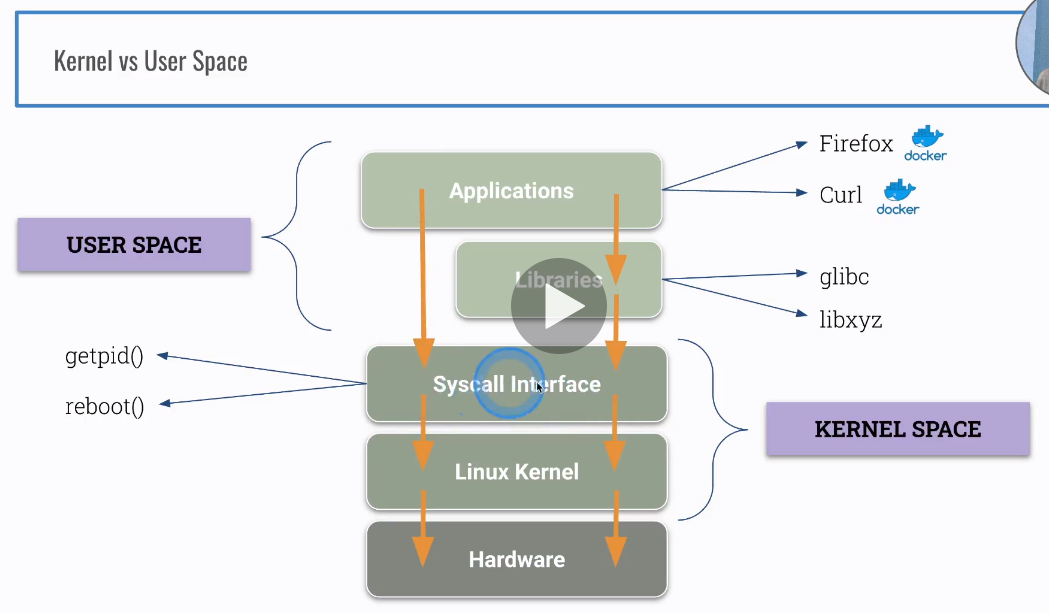 Kernel vs User Space
Applications
Firefox
docker
Curl
docker
USER SPACE
Libraries
glibc
libxyz
getpid()
Syscall Interface
reboot()
KERNEL SPACE
Linux Kernel
Hardware